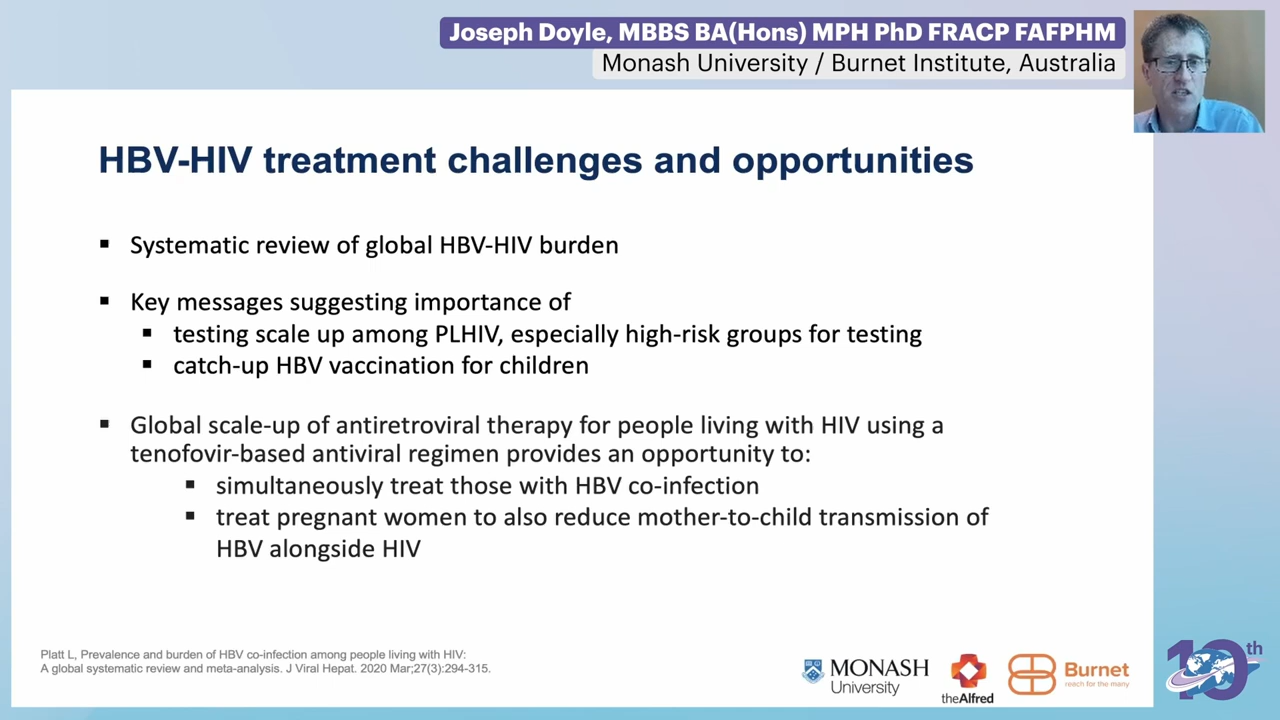 Joseph Doyle, MBBS BA(Hons) MPH PhD FRACP FAFPHM
Monash University / Burnet Institute, Australia
HBV-HIV treatment challenges and opportunities
▪ Systematic review of global HBV-HIV burden
▪ Key messages suggesting importance of
▪ testing scale up among PLHIV, especially high-risk groups for testing
▪ catch-up HBV vaccination for children
▪ Global scale-up of antiretroviral therapy for people living with HIV using a
tenofovir-based antiviral regimen provides an opportunity to:
▪ simultaneously treat those with HBV co-infection
▪ treat pregnant women to also reduce mother-to-child transmission of
HBV alongside HIV
Platt L, Prevalence and burden of HBV co-infection among people living with HIV:
A global systematic review and meta-analysis. J Viral Hepat. 2020 Mar;27(3):294-315.
MONASH
University
theAlfred
Burnet
reach for the many
10th